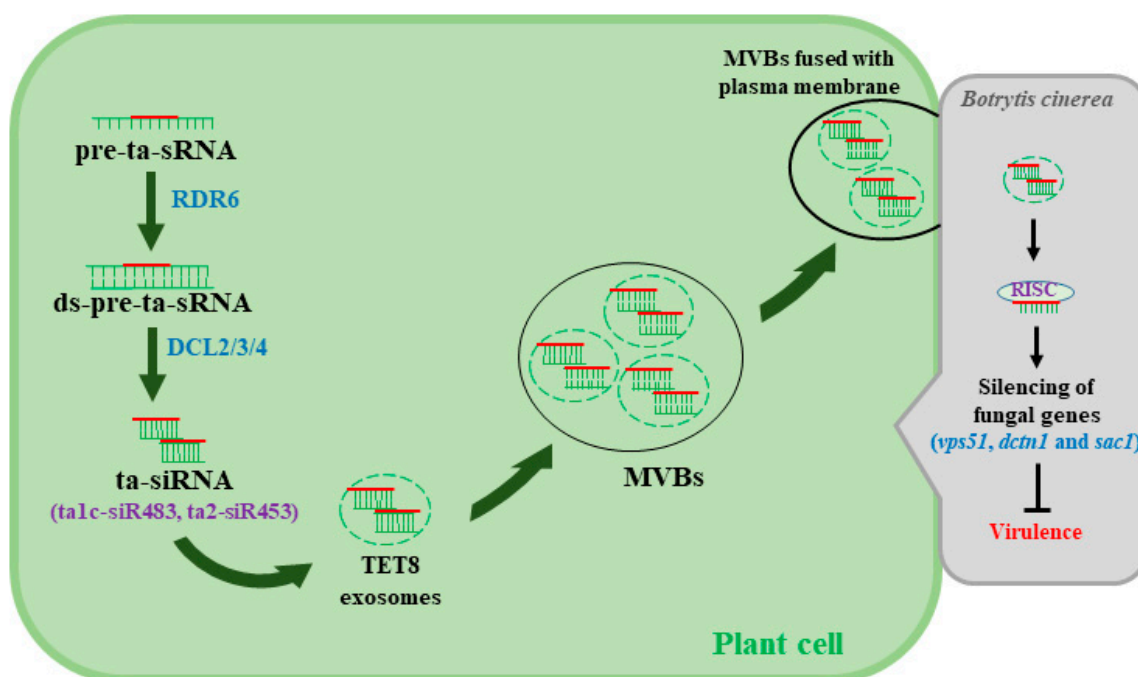 pre-ta-sRNA
RDR6
ds-pre-ta-sRNA
DCL2/3/4
ta-siRNA
(ta1c-siR483, ta2-siR453)
TET8
exosomes
MVBs
MVBs fused with
plasma membrane
Plant cell
Botrytis cinerea
RISC
Silencing of
fungal genes
(vps51, dctn1 and sac1)
Virulence